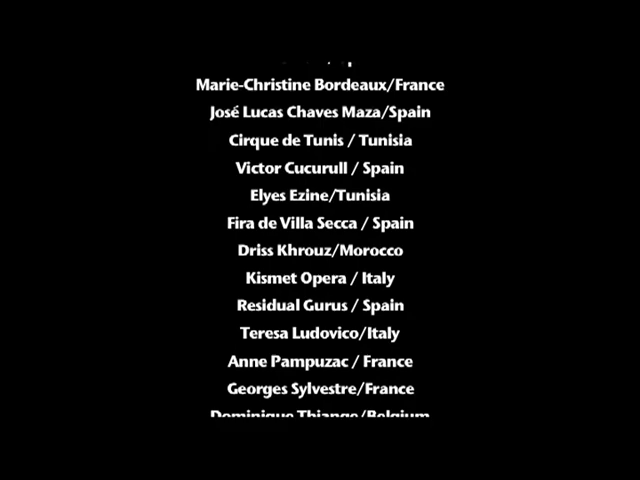 Marie-Christine Bordeaux/France
José Lucas Chaves Maza/Spain
Cirque de Tunis / Tunisia
Victor Cucurull / Spain
Elyes Ezine/Tunisia
Fira de Villa Secca / Spain
Driss Khrouz/Morocco
Kismet Opera / Italy
Residual Gurus / Spain
Teresa Ludovico/Italy
Anne Pampuzac / France
Georges Sylvestre/France
Dominique Thiange/Belgium